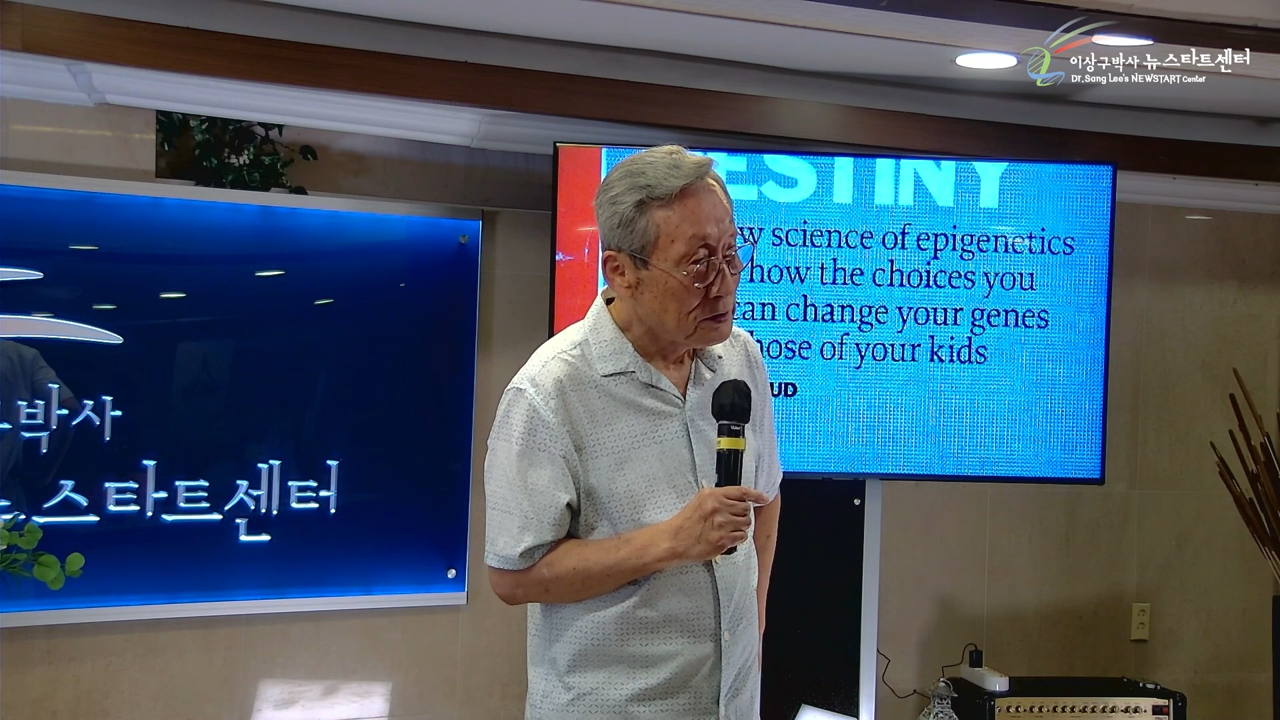 이상구박사 뉴스타트센터
Dr.Sang Lee's NEWSTART Center
ESTINY
w science of epigenetics
how the choices you
can change your genes
hose of your kids
UD
박사
스타트센터